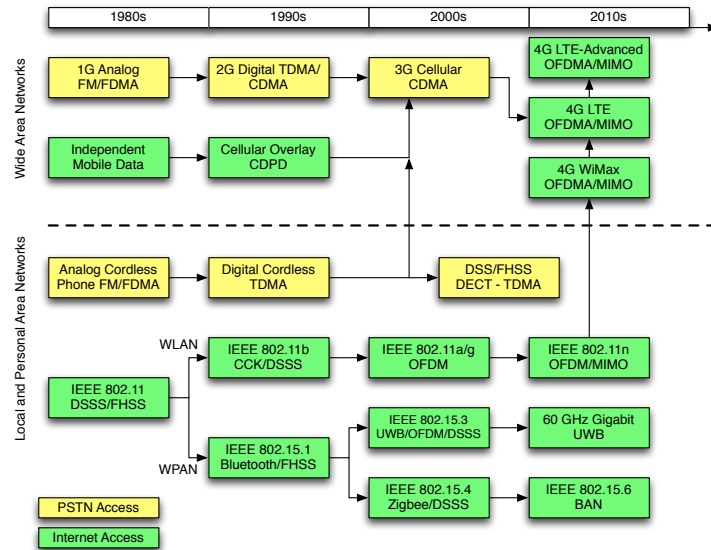 1980s
1990s
2000s
2010s
Wide Area Networks
1G Analog
FM/FDMA
2G Digital TDMA/
CDMA
3G Cellular
CDMA
4G LTE-Advanced
OFDMA/MIMO
4G LTE
OFDMA/MIMO
Independent
Mobile Data
Cellular Overlay
CDPD
4G WiMax
OFDMA/MIMO
Local and Personal Area Networks
Analog Cordless
Phone FM/FDMA
Digital Cordless
TDMA
DSS/FHSS
DECT - TDMA
WLAN
IEEE 802.11b
CCK/DSSS
IEEE 802.11a/g
OFDM
IEEE 802.11n
OFDM/MIMO
IEEE 802.11
DSSS/FHSS
WPAN
IEEE 802.15.1
Bluetooth/FHSS
IEEE 802.15.3
UWB/OFDM/DSSS
60 GHz Gigabit
UWB
IEEE 802.15.4
Zigbee/DSSS
IEEE 802.15.6
BAN
PSTN Access
Internet Access